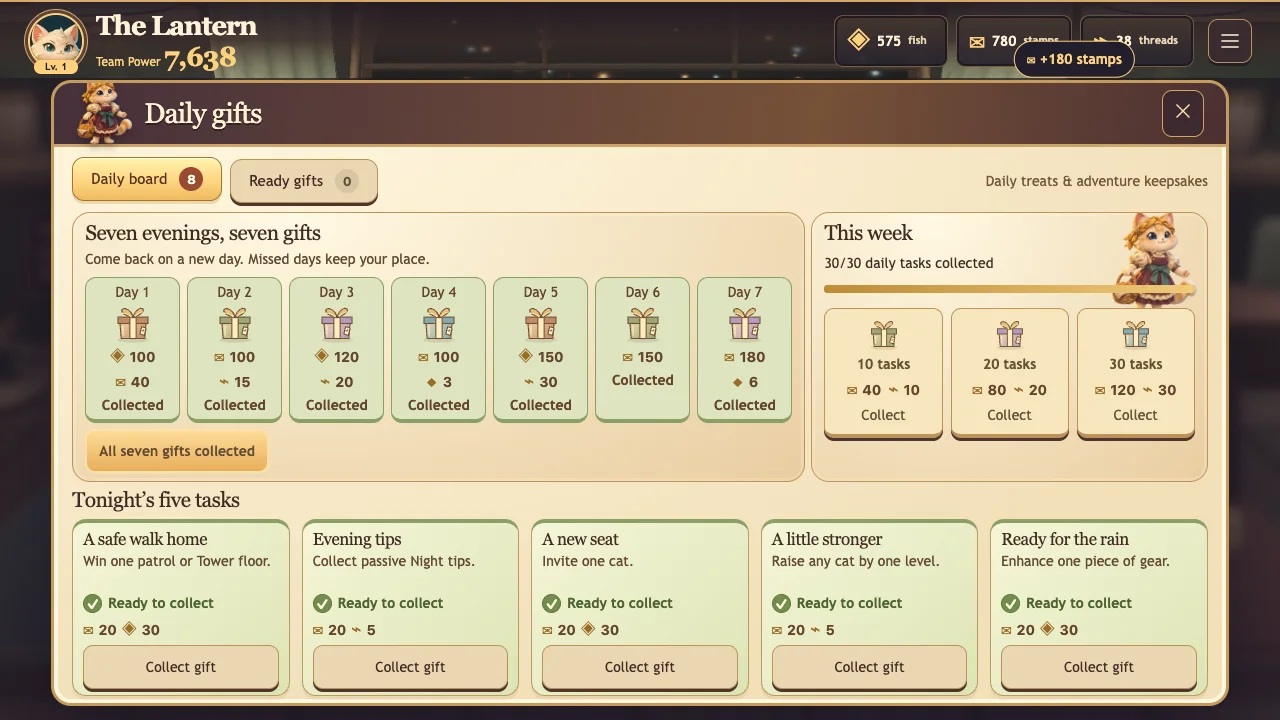 The Lantern
Lv. 1
Team Power 7,638
575 fish
780 stamps
38 threads
+180 stamps
Daily gifts
Daily board 8
Ready gifts 0
Daily treats & adventure keepsakes
Seven evenings, seven gifts
Come back on a new day. Missed days keep your place.
Day 1
100
40
Collected
Day 2
100
15
Collected
Day 3
120
20
Collected
Day 4
100
3
Collected
Day 5
150
30
Collected
Day 6
150
Collected
Day 7
180
6
Collected
All seven gifts collected
This week
30/30 daily tasks collected
10 tasks
40 10
Collect
20 tasks
80 20
Collect
30 tasks
120 30
Collect
Tonight’s five tasks
A safe walk home
Win one patrol or Tower floor.
Ready to collect
20 30
Collect gift
Evening tips
Collect passive Night tips.
Ready to collect
20 5
Collect gift
A new seat
Invite one cat.
Ready to collect
20 30
Collect gift
A little stronger
Raise any cat by one level.
Ready to collect
20 5
Collect gift
Ready for the rain
Enhance one piece of gear.
Ready to collect
20 30
Collect gift